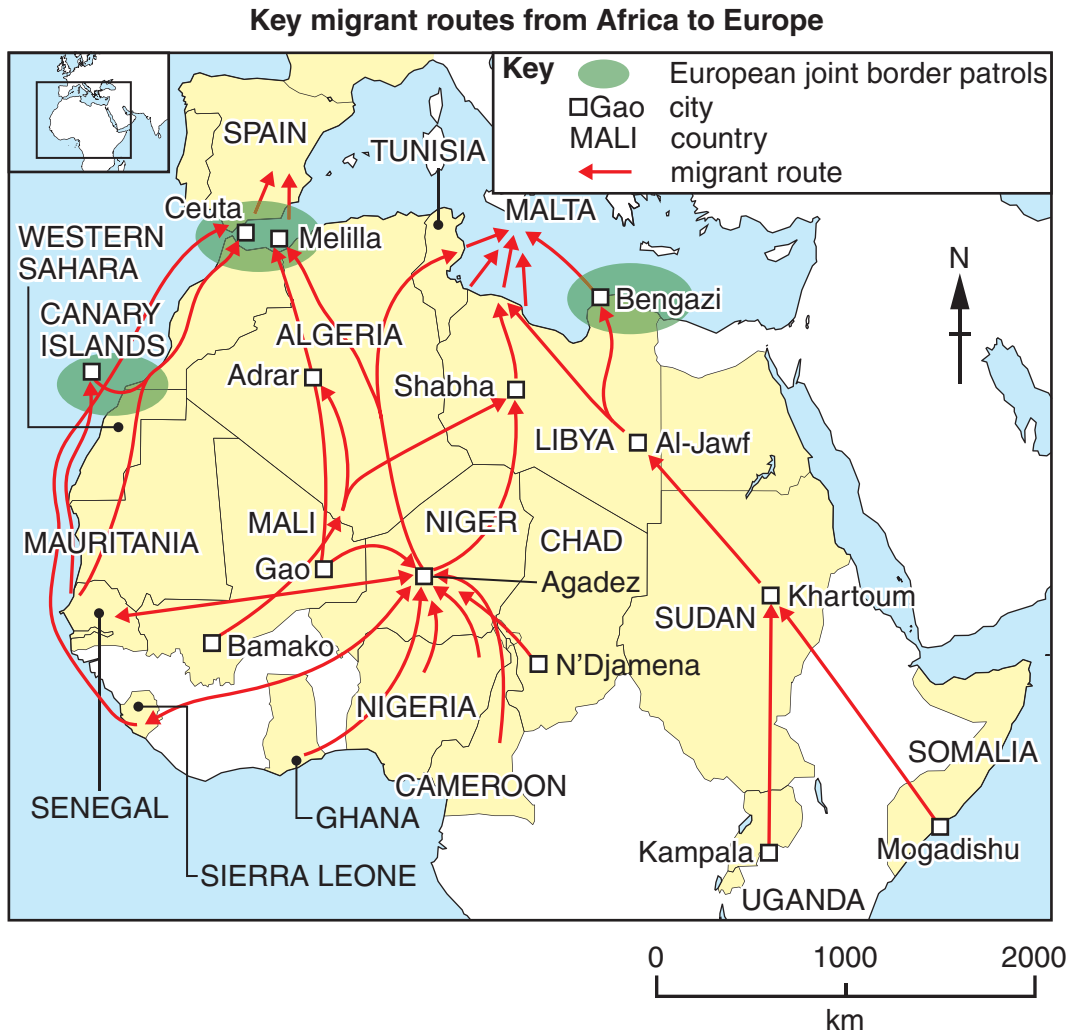 Key migrant routes from Africa to Europe
Key
European joint border patrols
Gao
city
MALI
country
migrant route
SPAIN
TUNISIA
Ceuta
MALTA
Melilla
WESTERN
SAHARA
N
Bengazi
CANARY
ISLANDS
ALGERIA
Adrar
Shabha
LIBYA
Al-Jawf
MALI
NIGER
MAURITANIA
CHAD
Gao
Agadez
Khartoum
SUDAN
Bamako
N'Djamena
NIGERIA
SOMALIA
CAMEROON
SENEGAL
GHANA
Kampala
Mogadishu
SIERRA LEONE
UGANDA
0 1000 2000
km